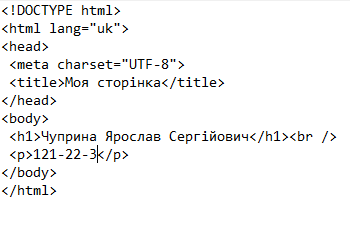 <!DOCTYPE html>
<html lang="uk">
<head>
 <meta charset="UTF-8">
 <title>Моя сторінка</title>
</head>
<body>
 <h1>Чуприна Ярослав Сергійович</h1><br />
 <p>121-22-3</p>
</body>
</html>